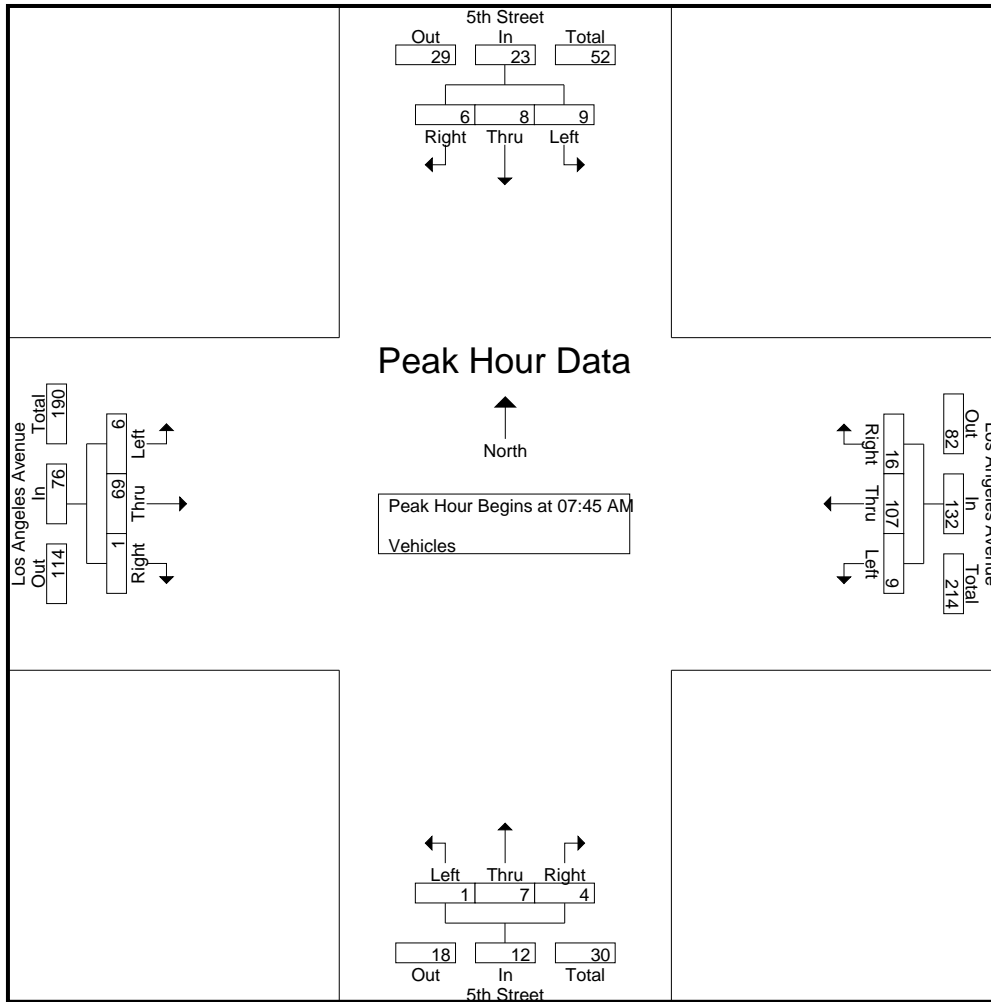 5th Street
Out In Total
29 23 52
6 8 9
Right Thru Left
Peak Hour Data
North
Peak Hour Begins at 07:45 AM
Vehicles
Los Angeles Avenue
Total In Out
190 76 114
6 69 1
Left Thru Right
Los Angeles Avenue
Out In Total
82 132 214
16 107 9
Right Thru Left
Left Thru Right
1 7 4
18 12 30
Out In Total
5th Street